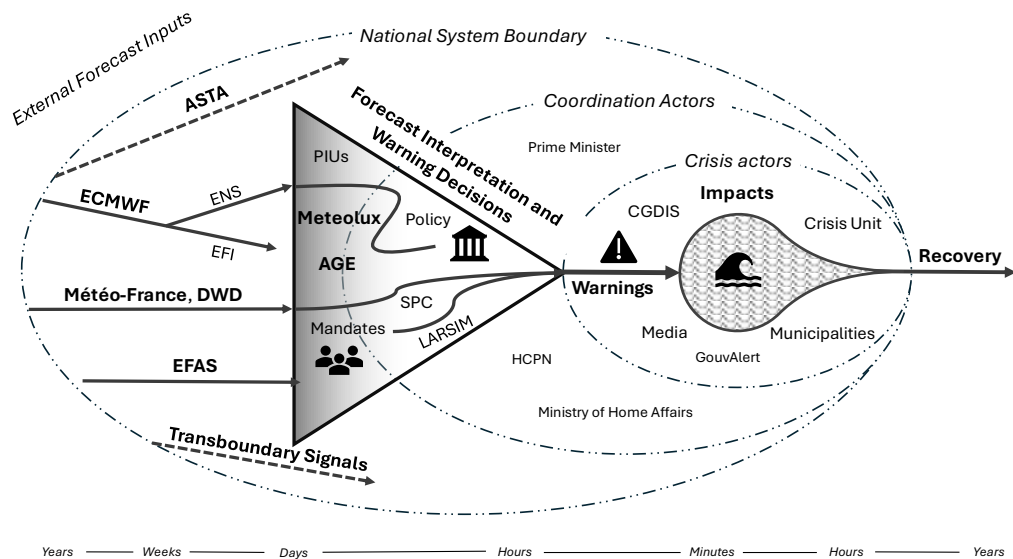 External Forecast Inputs
National System Boundary
ASTA
Forecast Interpretation and
Warning Decisions
Coordination Actors
Prime Minister
Crisis actors
PIUs
ECMWF
ENS
EFI
Meteolux
Policy
CGDIS
Impacts
Crisis Unit
AGE
Recovery
Météo-France, DWD
SPC
Warnings
Mandates
LARSIM
Media
Municipalities
GouvAlert
HCPN
EFAS
Ministry of Home Affairs
Transboundary Signals
Years Weeks Days Hours Minutes Hours Years